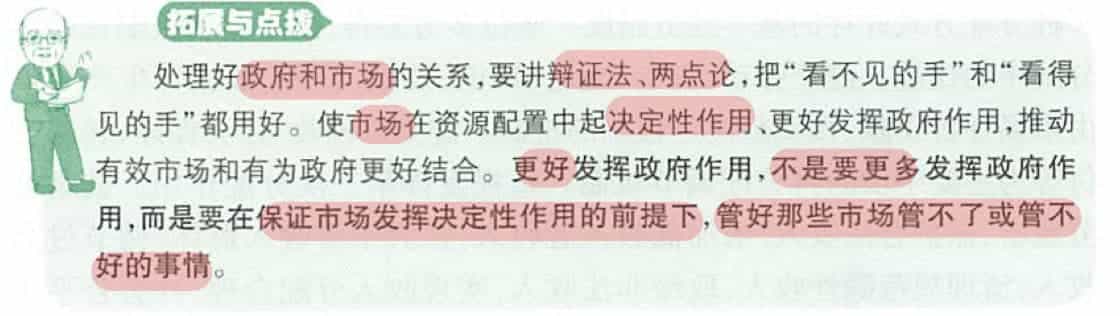 拓展与点拨
处理好政府和市场的关系,要讲辩证法、两点论,把“看不见的手”和“看得
见的手”都用好。使市场在资源配置中起决定性作用、更好发挥政府作用,推动
有效市场和有为政府更好结合。更好发挥政府作用,不是要更多发挥政府作
用,而是要在保证市场发挥决定性作用的前提下,管好那些市场管不了或管不
好的事情。